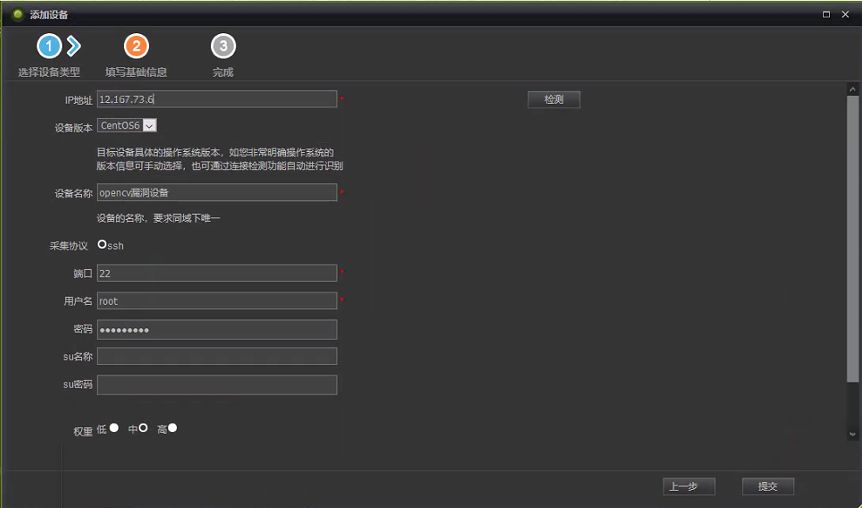 添加设备
1 2 3
选择设备类型 填写基础信息 完成
IP地址 12.167.73.6 * 检测
设备版本 CentOS6
目标设备具体的操作系统版本，如您非常明确操作系统的
版本信息可手动选择，也可通过连接检测功能自动进行识别
设备名称 opencv漏洞设备 *
设备的名称，要求同域下唯一
采集协议 ssh
端口 22 *
用户名 root *
密码 ●●●●●●●●●
su名称
su密码
权重 低 中 高
上一步 提交